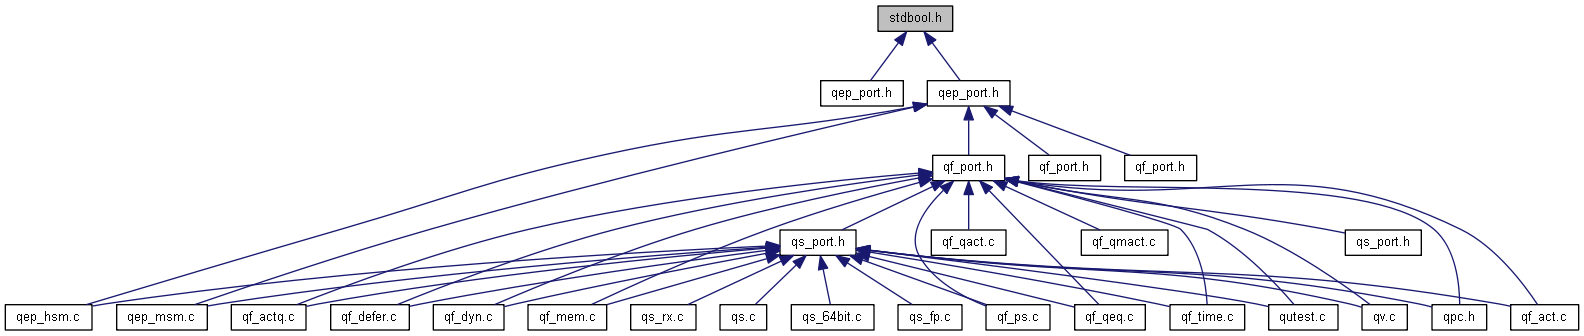 stdbool.h
qep_port.h
qep_port.h
qf_port.h
qf_port.h
qf_port.h
qs_port.h
qf_qact.c
qf_qmact.c
qs_port.h
qep_hsm.c
qep_msm.c
qf_actq.c
qf_defer.c
qf_dyn.c
qf_mem.c
qs_rx.c
qs.c
qs_64bit.c
qs_fp.c
qf_ps.c
qf_qeq.c
qf_time.c
qutest.c
qv.c
qpc.h
qf_act.c